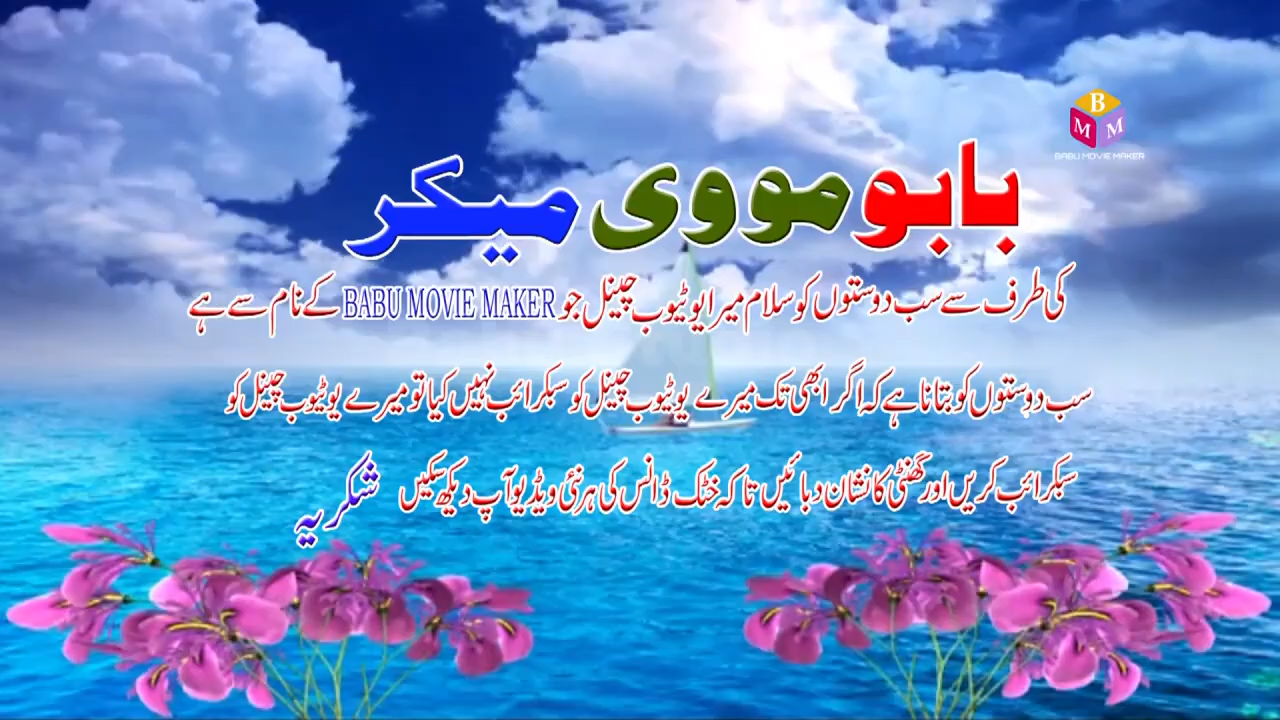 B
M M
BABU MOVIE MAKER
بابو مووی میکر
کی طرف سے سب دوستوں کو سلام میرا یوٹیوب چینل جو BABU MOVIE MAKER کے نام سے ہے
سب دوستوں کو بتانا ہے کہ اگر ابھی تک میرے یوٹیوب چینل کو سبکرائب نہیں کیا تو میرے یوٹیوب چینل کو
سبکرائب کریں اور گھنٹی کا نشان دبائیں تاکہ خٹک ڈانس کی ہر نئی ویڈیو آپ دیکھ سکیں شکریہ